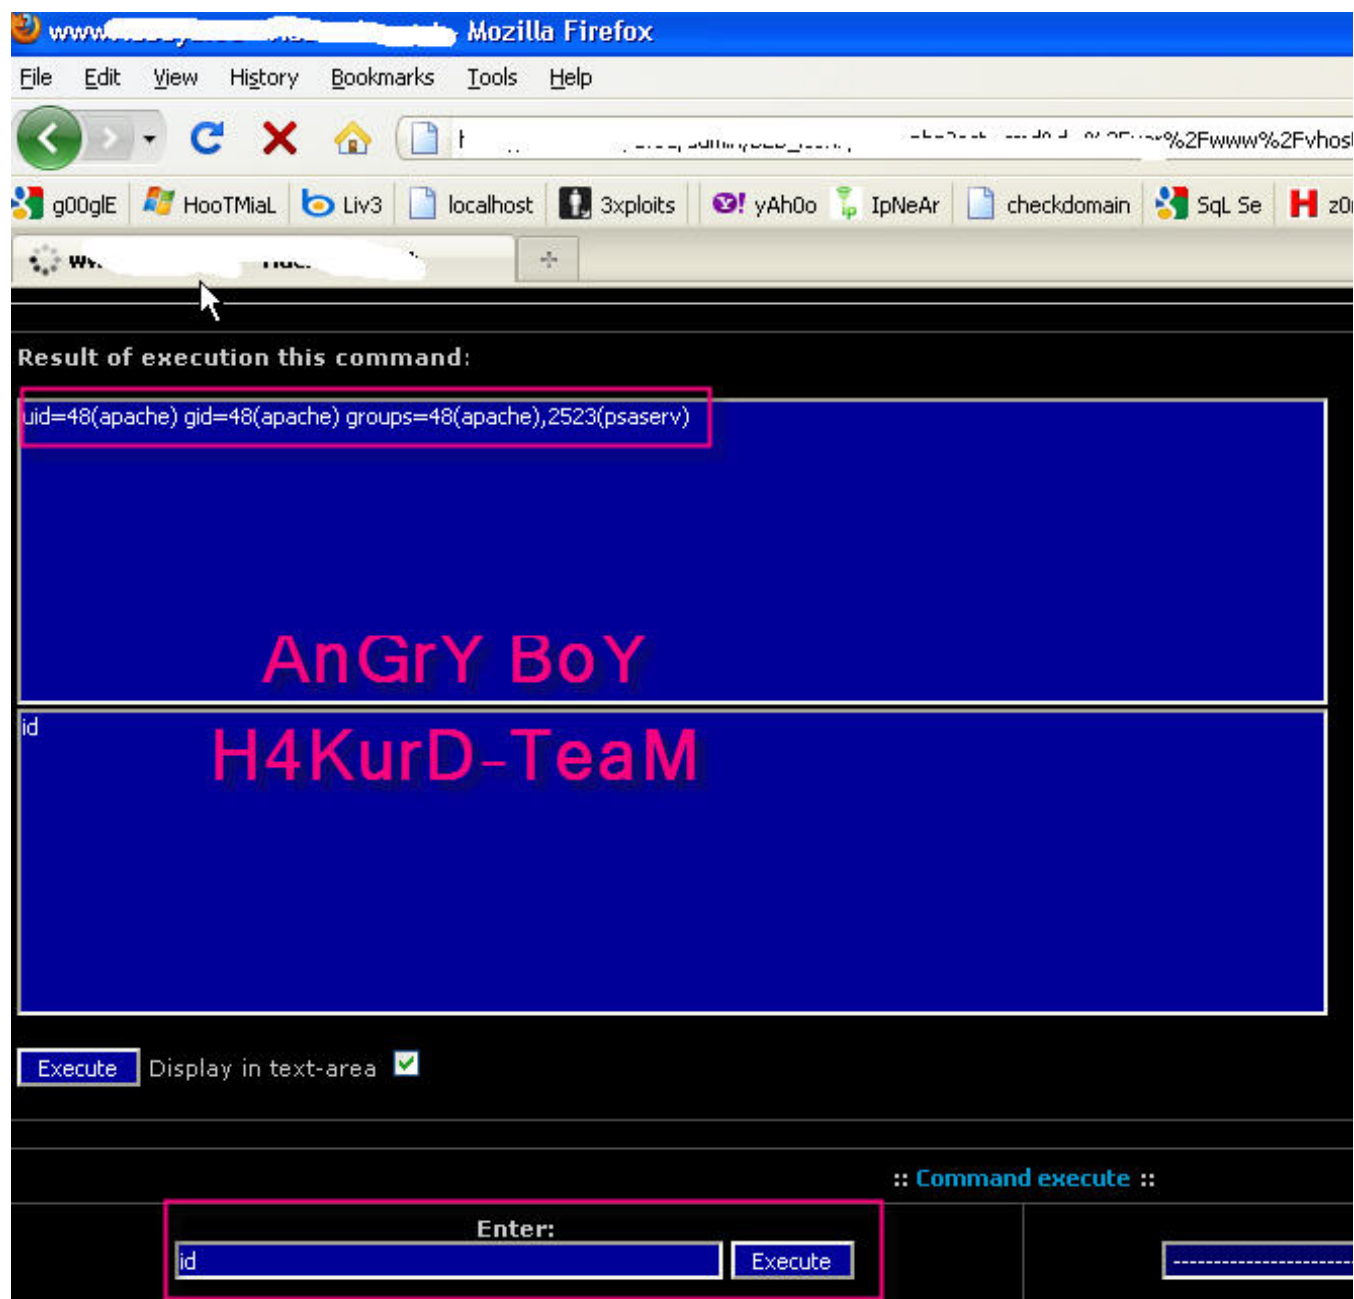 www. - Mozilla Firefox
File Edit View History Bookmarks Tools Help
%2Fwww%2Fvhost
g00glE HooTMiaL Liv3 localhost 3xploits yAh0o IpNeAr checkdomain SqL Se
Result of execution this command:
uid=48(apache) gid=48(apache) groups=48(apache),2523(psaserv)
AnGrY BoY
id
H4KurD-TeaM
Execute Display in text-area
:: Command execute ::
Enter:
id Execute